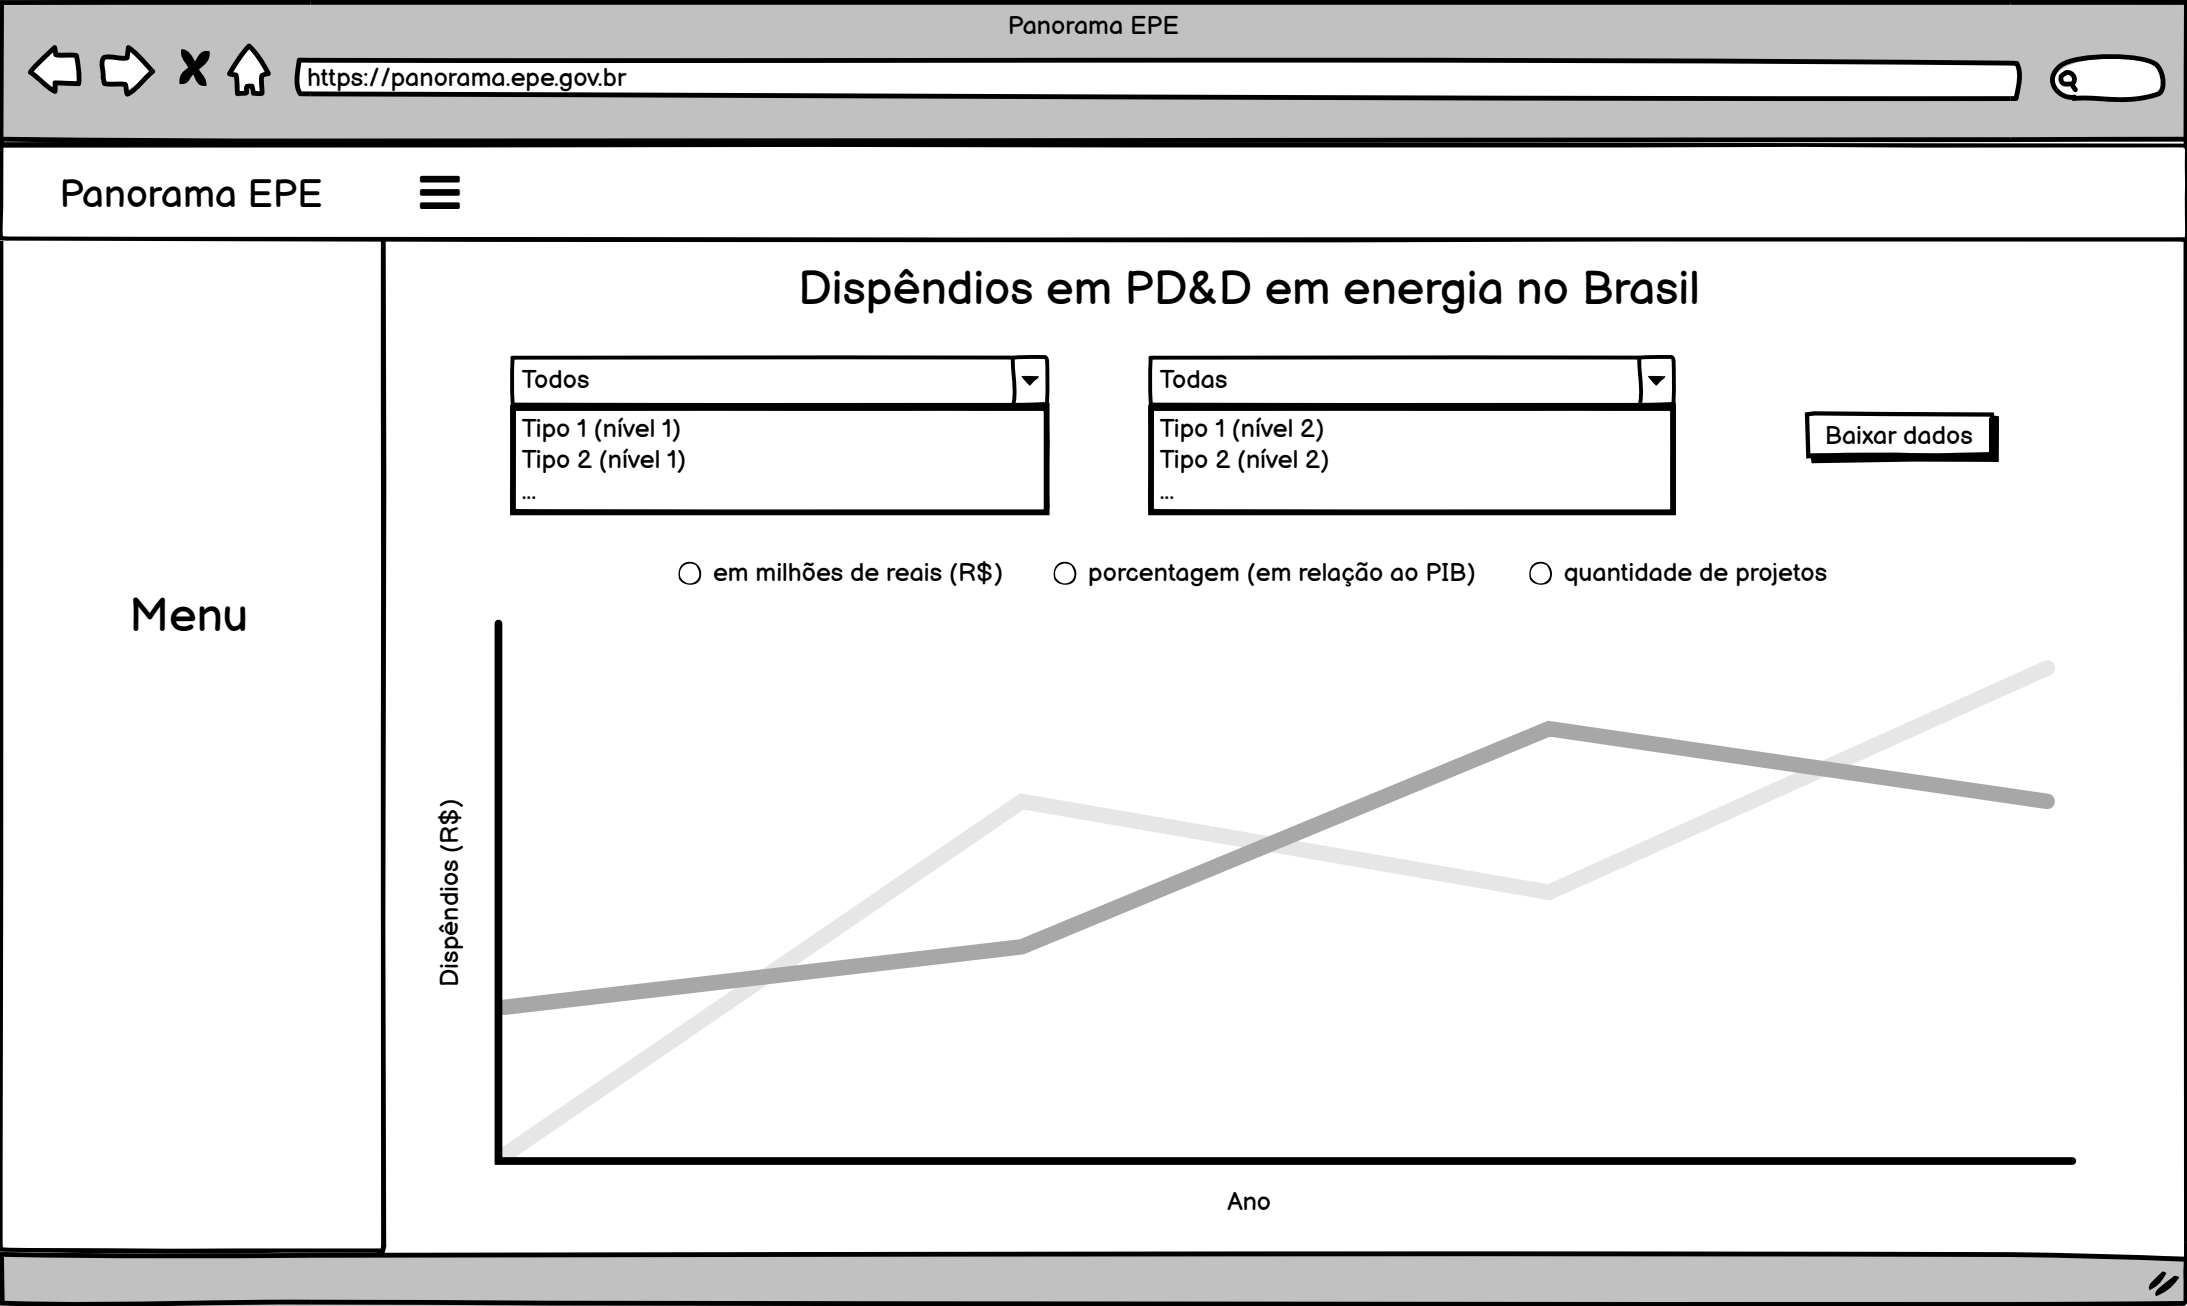 Panorama EPE
https://panorama.epe.gov.br
Panorama EPE
Menu
Dispêndios em PD&D em energia no Brasil
Todos
Tipo 1 (nível 1)
Tipo 2 (nível 1)
...
Todas
Tipo 1 (nível 2)
Tipo 2 (nível 2)
...
Baixar dados
em milhões de reais (R$)
porcentagem (em relação ao PIB)
quantidade de projetos
Dispêndios (R$)
Ano